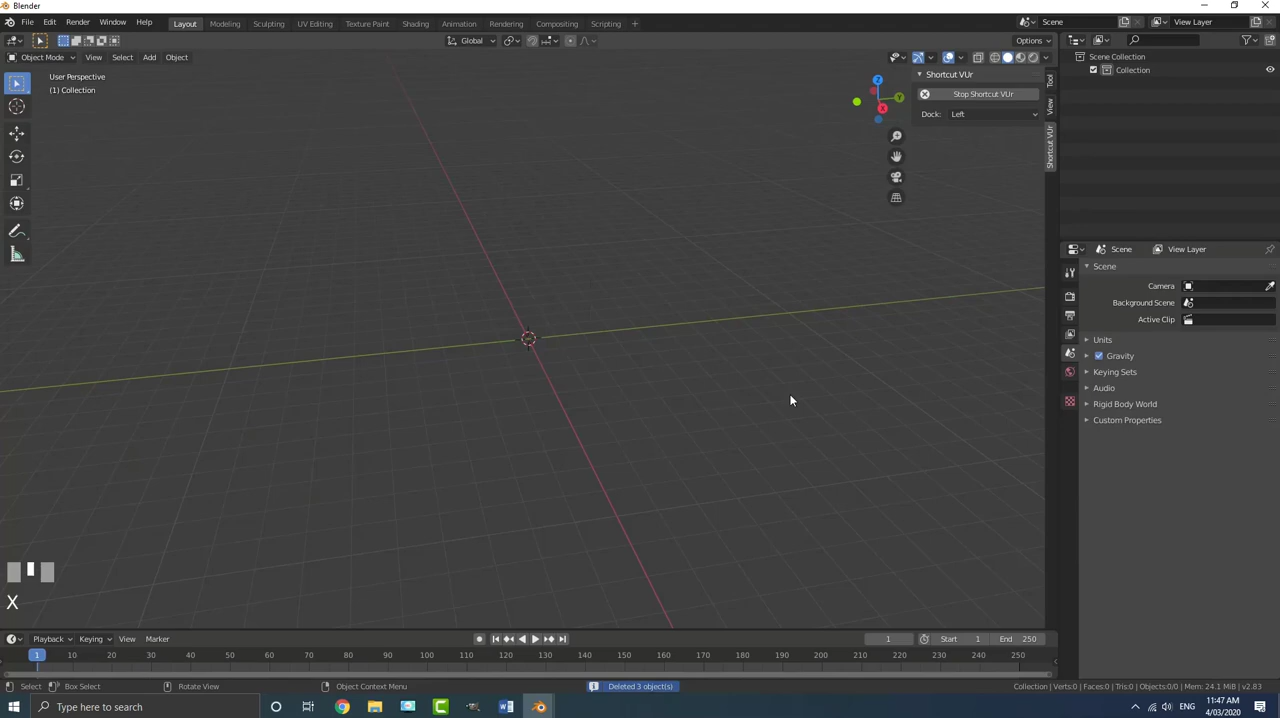 Blender
File Edit Render Window Help Layout Modeling Sculpting UV Editing Texture Paint Shading Animation Rendering Compositing Scripting + Scene View Layer
Global Options
Object Mode View Select Add Object
User Perspective
(1) Collection
Z
Y
X
Shortcut VUr
Stop Shortcut VUr
Dock: Left
Tool
View
Shortcut VUr
Scene Collection
Collection
Scene View Layer
Scene
Camera
Background Scene
Active Clip
Units
Gravity
Keying Sets
Audio
Rigid Body World
Custom Properties
X
Playback Keying View Marker 1 Start 1 End 250
1 10 20 30 40 50 60 70 80 90 100 110 120 130 140 150 160 170 180 190 200 210 220 230 240 250
Select Box Select Rotate View Object Context Menu Deleted 3 object(s) Collection | Verts:0 | Faces:0 | Tris:0 | Objects:0/0 | Mem: 24.1 MiB | v2.83
Type here to search ENG 11:47 AM
4/03/2020